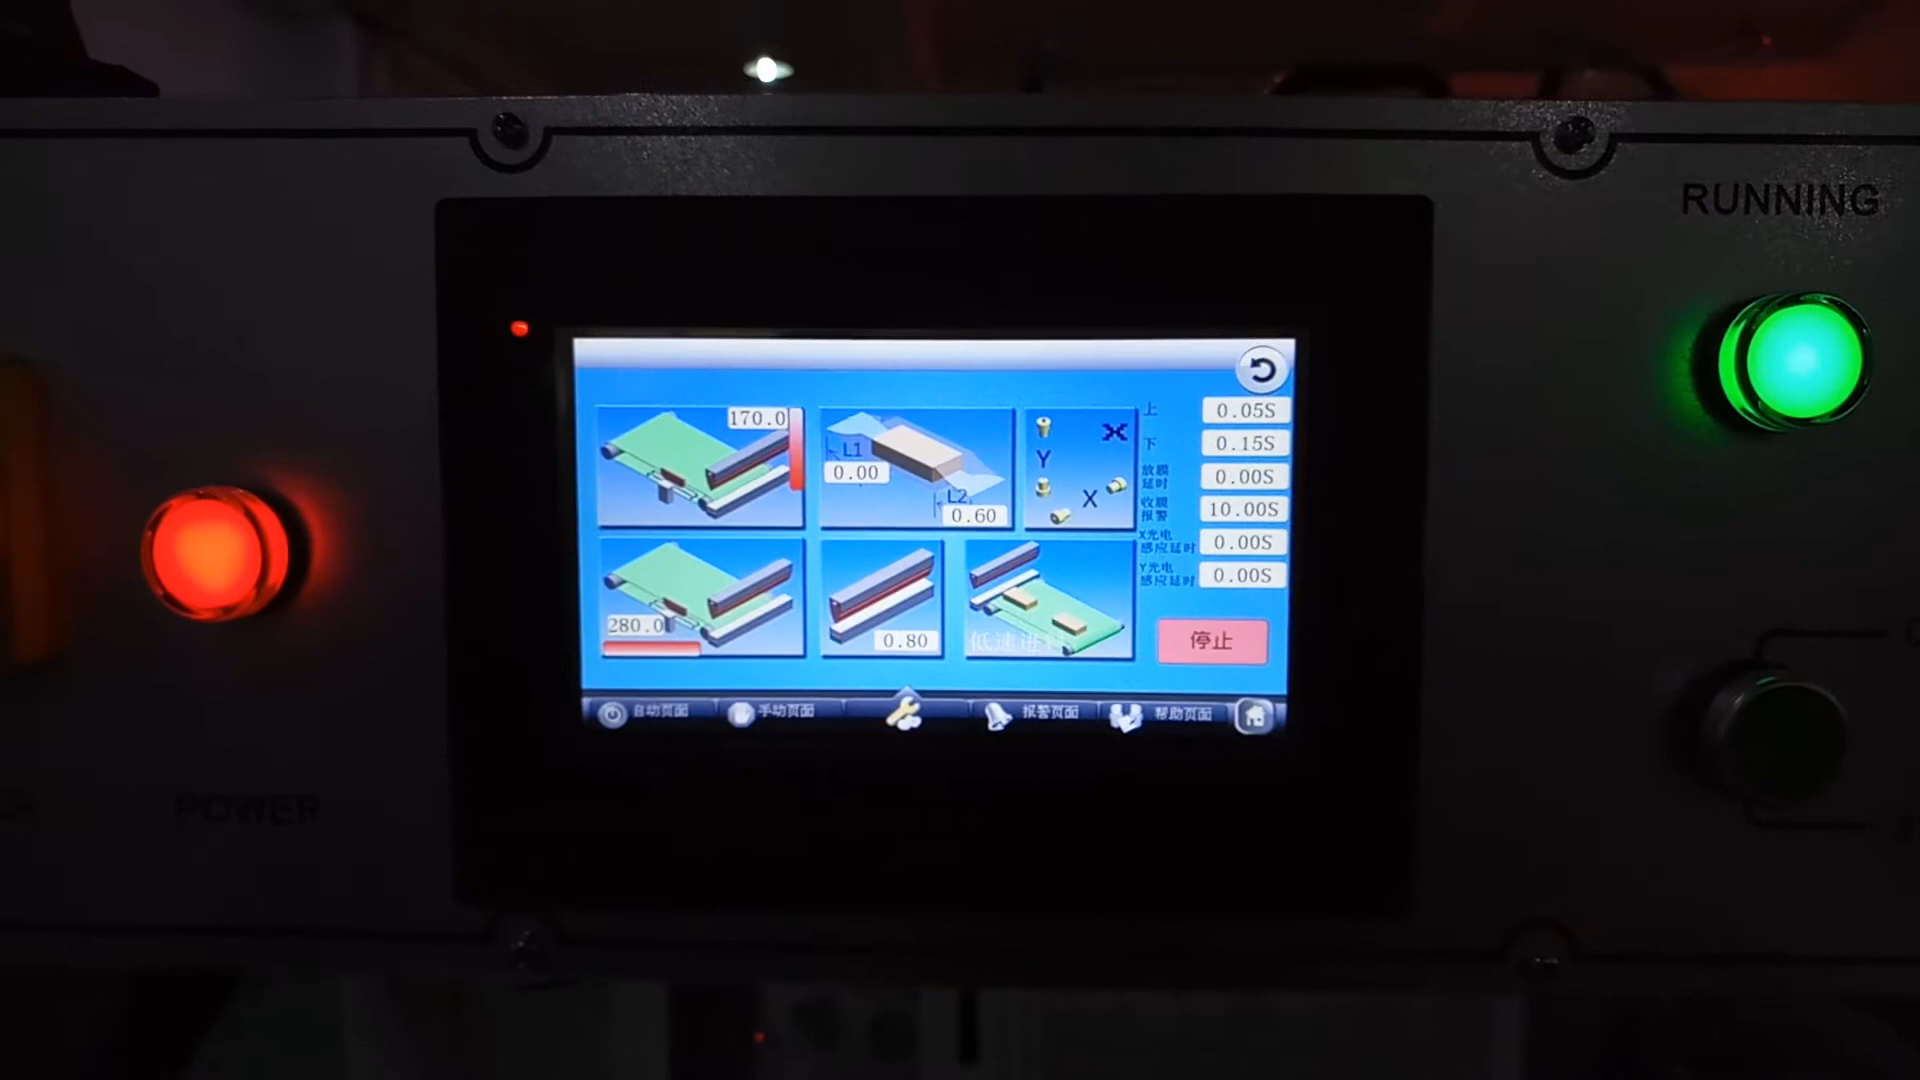 RUNNING
170.0
L1
0.00
L2
0.60
Y
X
上 0.05S
下 0.15S
放膜
延时 0.00S
收膜
报警 10.00S
X光电
感应延时 0.00S
Y光电
感应延时 0.00S
280.0
0.80
低速进
停止
自动页面
手动页面
报警页面
帮助页面
POWER